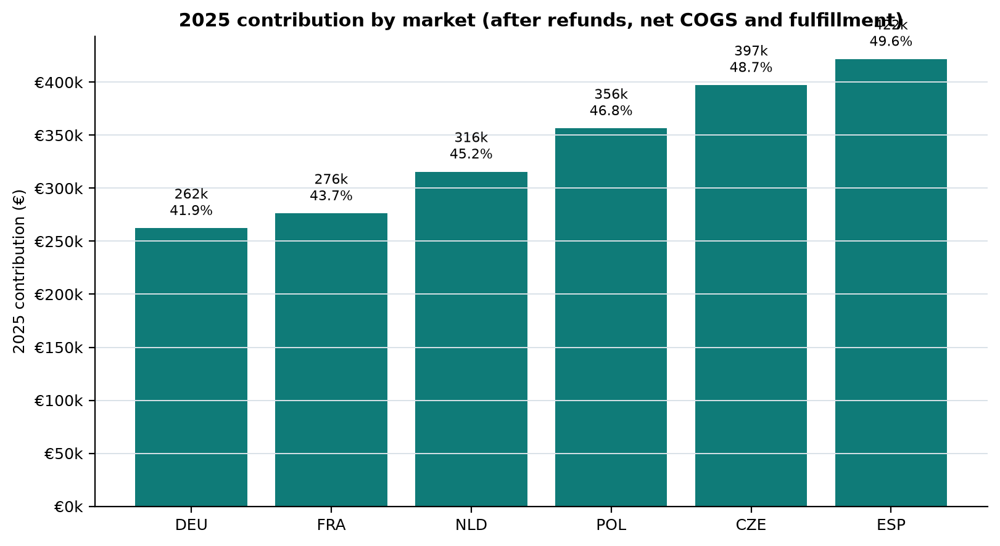 2025 contribution by market (after refunds, net COGS and fulfillment)
422k
49.6%
397k
48.7%
356k
46.8%
316k
45.2%
276k
43.7%
262k
41.9%
€400k
€350k
€300k
€250k
€200k
€150k
€100k
€50k
€0k
2025 contribution (€)
DEU
FRA
NLD
POL
CZE
ESP